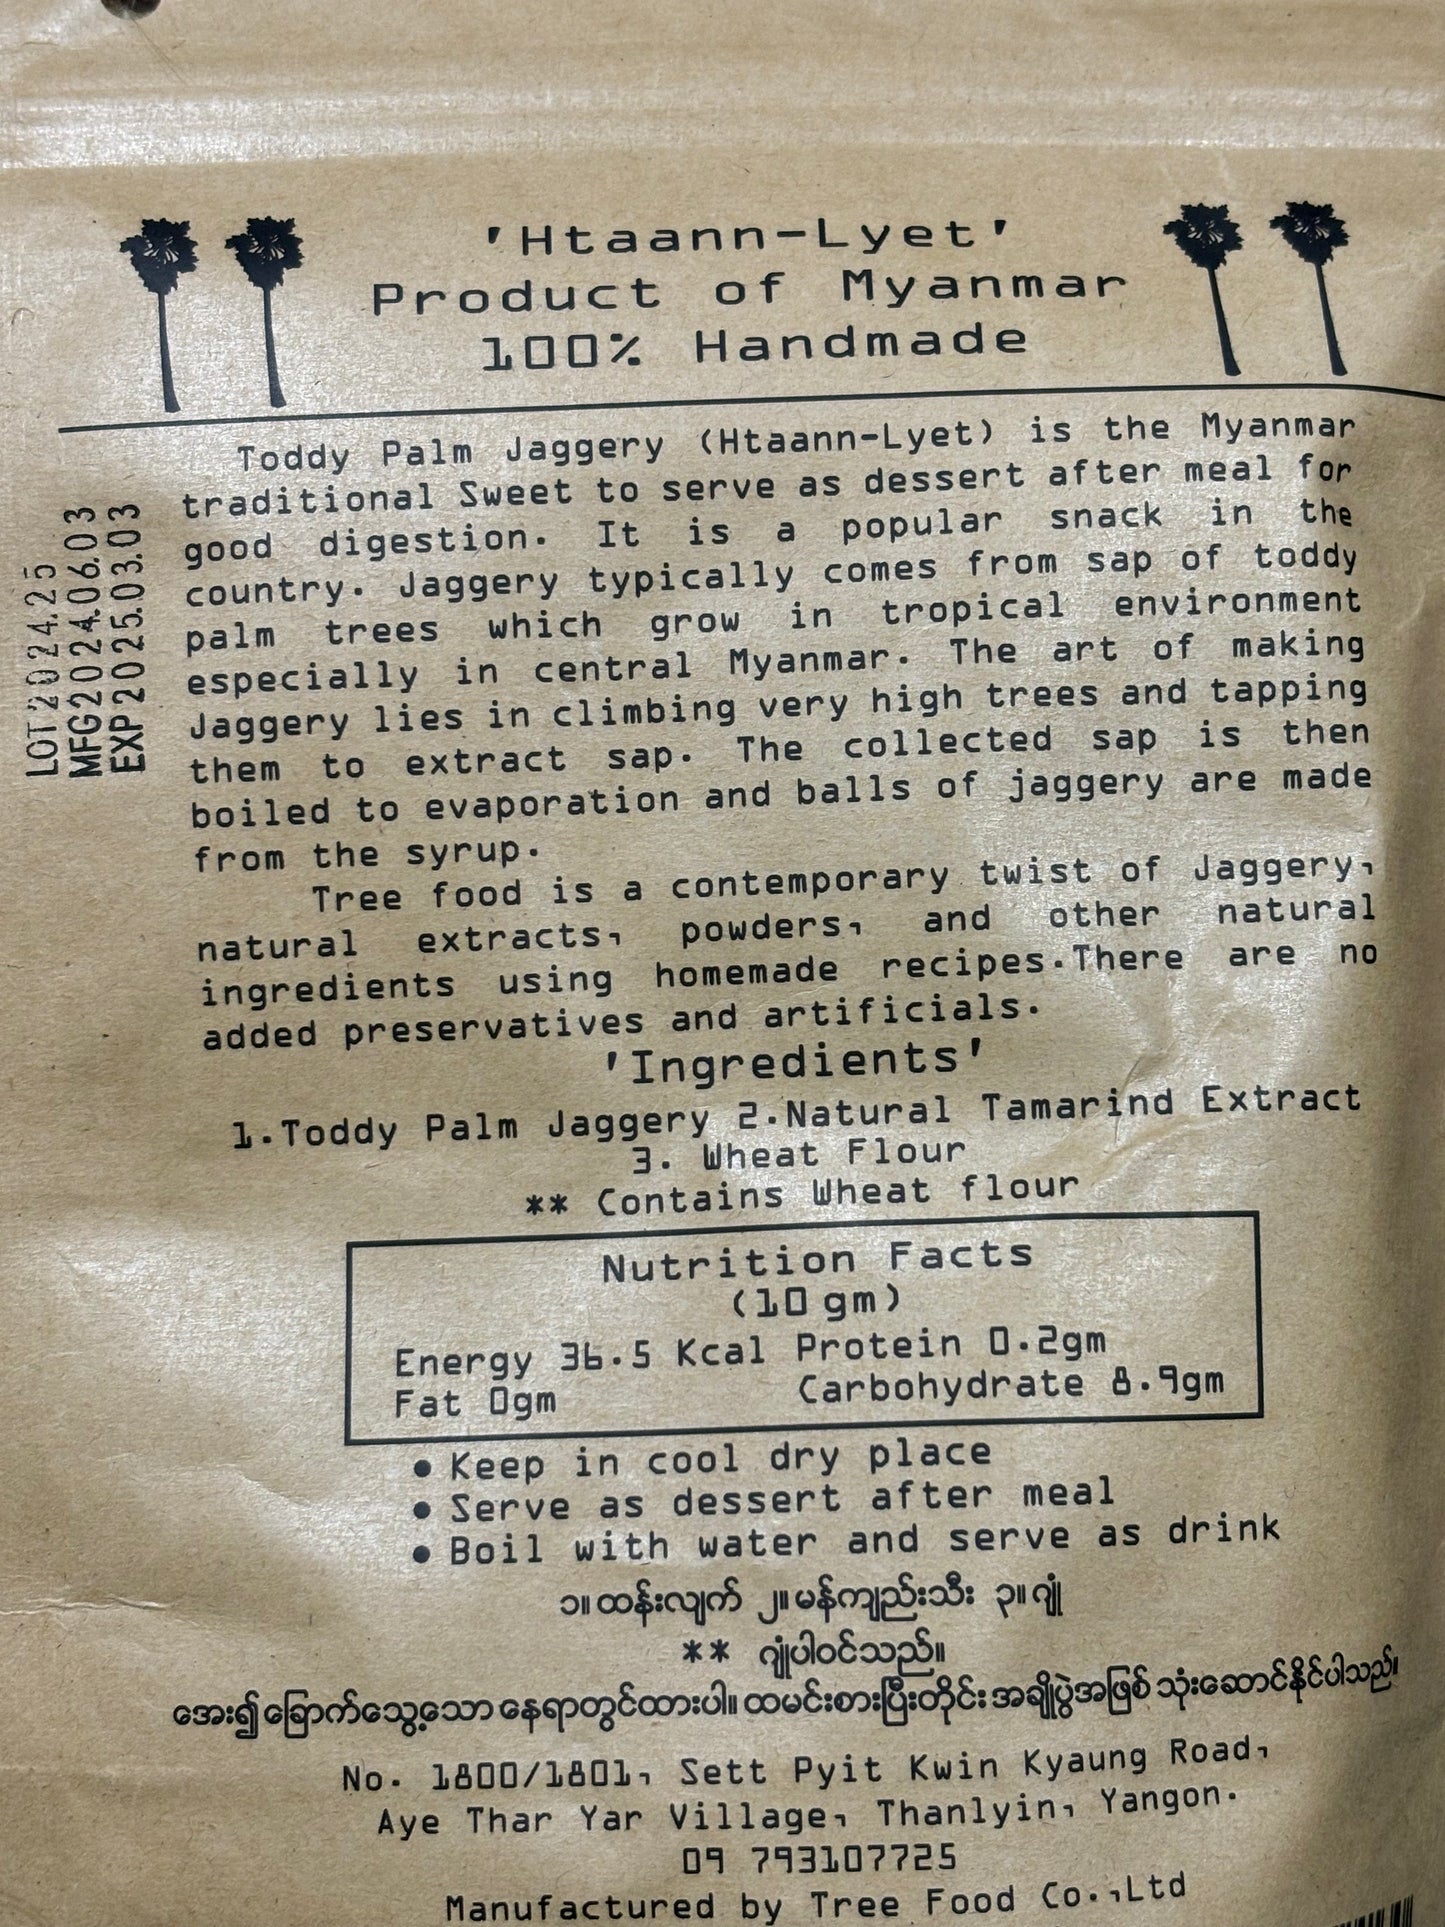 'Htaann-Lyet'
Product of Myanmar
100% Handmade
LOT 2024.25
MFG2024.06.03
EXP2025.03.03
Toddy Palm Jaggery (Htaann-Lyet) is the Myanmar
traditional Sweet to serve as dessert after meal for
good digestion. It is a popular snack in the
country. Jaggery typically comes from sap of toddy
palm trees which grow in tropical environment
especially in central Myanmar. The art of making
Jaggery lies in climbing very high trees and tapping
them to extract sap. The collected sap is then
boiled to evaporation and balls of jaggery are made
from the syrup.
Tree food is a contemporary twist of Jaggery,
natural extracts, powders, and other natural
ingredients using homemade recipes.There are no
added preservatives and artificials.
'Ingredients'
1.Toddy Palm Jaggery 2.Natural Tamarind Extract
3. Wheat Flour
** Contains Wheat flour
Nutrition Facts
(10 gm)
Energy 36.5 Kcal Protein 0.2gm
Fat 0gm Carbohydrate 8.9gm
• Keep in cool dry place
• Serve as dessert after meal
• Boil with water and serve as drink
၁။ ထန်းလျက် ၂။ မန်ကျည်းသီး ၃။ ဂျုံ
** ဂျုံပါဝင်သည်။
အေး၍ ခြောက်သွေ့သော နေရာတွင်ထားပါ။ ထမင်းစားပြီးတိုင်း အချိုပွဲအဖြစ် သုံးဆောင်နိုင်ပါသည်။
No. 1800/1801, Sett Pyit Kwin Kyaung Road,
Aye Thar Yar Village, Thanlyin, Yangon.
09 793107725
Manufactured by Tree Food Co.,Ltd